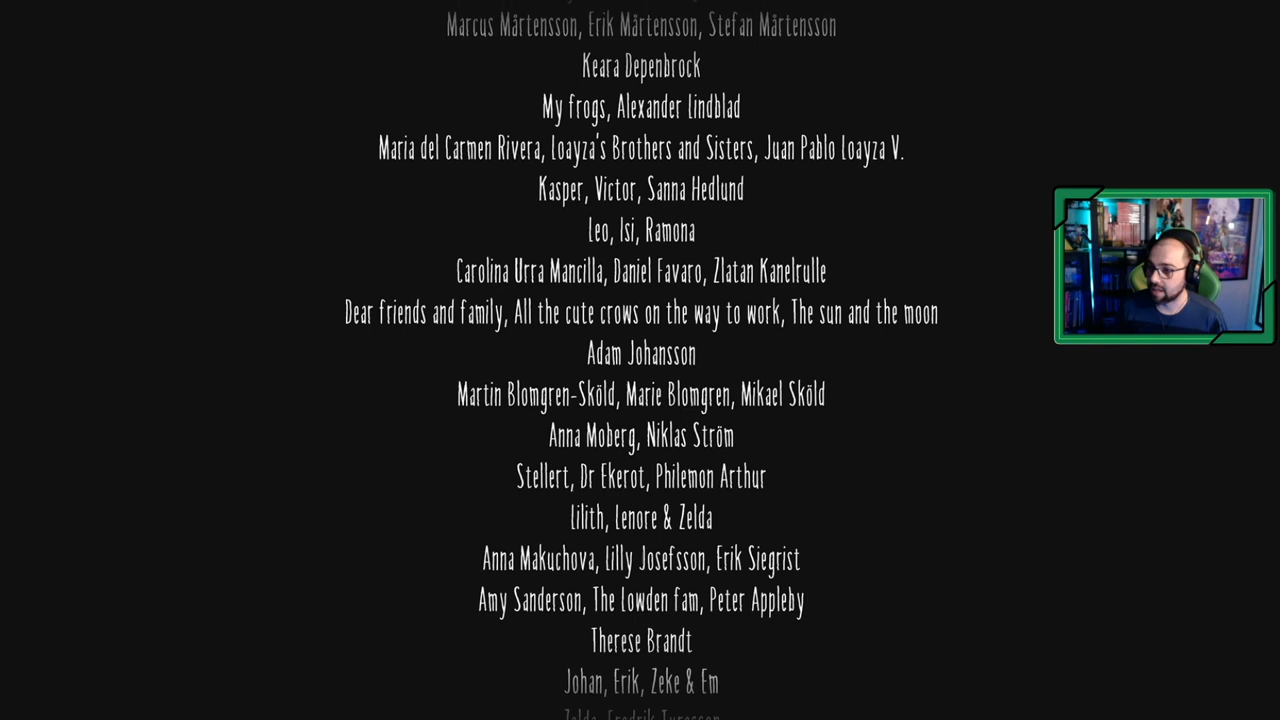 Marcus Mårtensson, Erik Mårtensson, Stefan Mårtensson
Keara Depenbrock
My frogs, Alexander Lindblad
Maria del Carmen Rivera, Loayza's Brothers and Sisters, Juan Pablo Loayza V.
Kasper, Victor, Sanna Hedlund
Leo, Isi, Ramona
Carolina Urra Mancilla, Daniel Favaro, Zlatan Kanelrulle
Dear friends and family, All the cute crows on the way to work, The sun and the moon
Adam Johansson
Martin Blomgren-Sköld, Marie Blomgren, Mikael Sköld
Anna Moberg, Niklas Ström
Stellert, Dr Ekerot, Philemon Arthur
Lilith, Lenore & Zelda
Anna Makuchova, Lilly Josefsson, Erik Siegrist
Amy Sanderson, The Lowden fam, Peter Appleby
Therese Brandt
Johan, Erik, Zeke & Em
Zelda, Fredrik